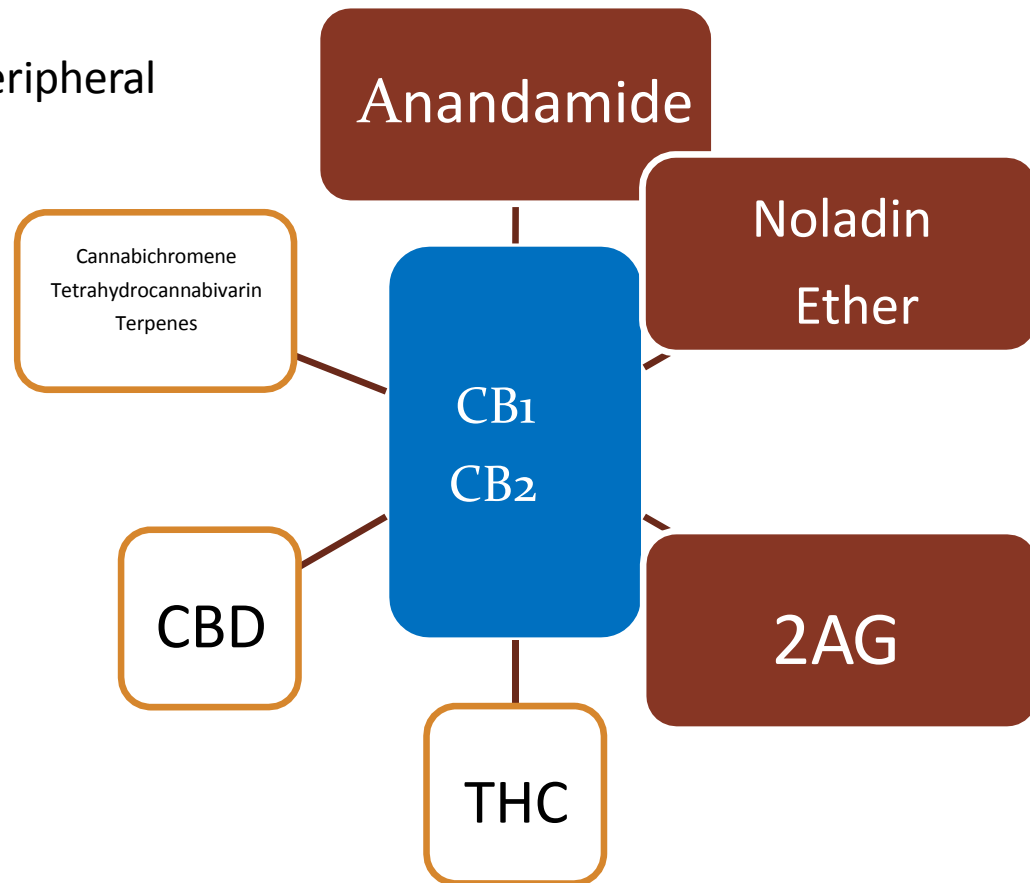 eripheral
Anandamide
Noladin
Ether
Cannabichromene
Tetrahydrocannabivarin
Terpenes
CB1
CB2
CBD
2AG
THC